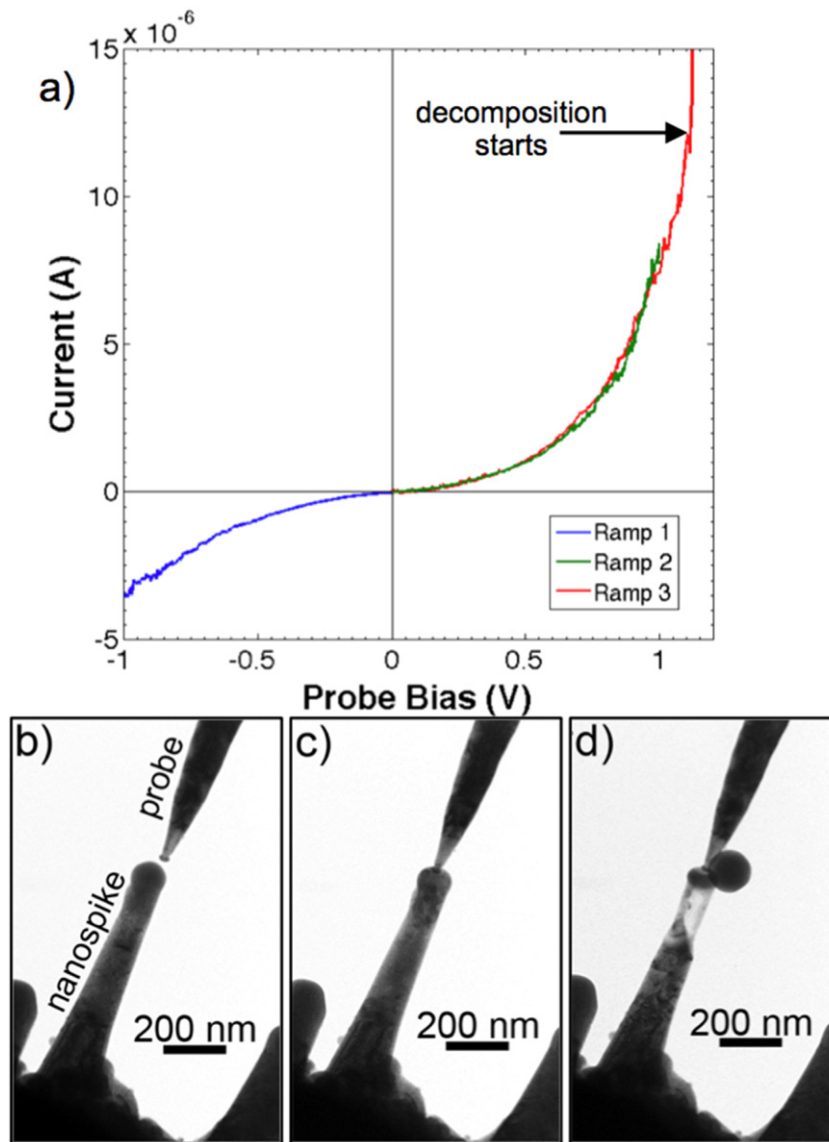 x 10-6
a)
15
10
5
0
-5
decomposition
starts
Current (A)
Ramp 1
Ramp 2
Ramp 3
-1
-0.5
0
0.5
1
Probe Bias (V)
b)
probe
nanospike
200 nm
c)
200 nm
d)
200 nm